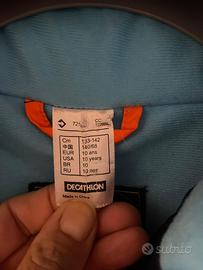 Cm 133-142
中国 140/68
EUR 10 ans
USA 10 years
BR 10
RU 10 лет
DECATHLON
Made in China
subito